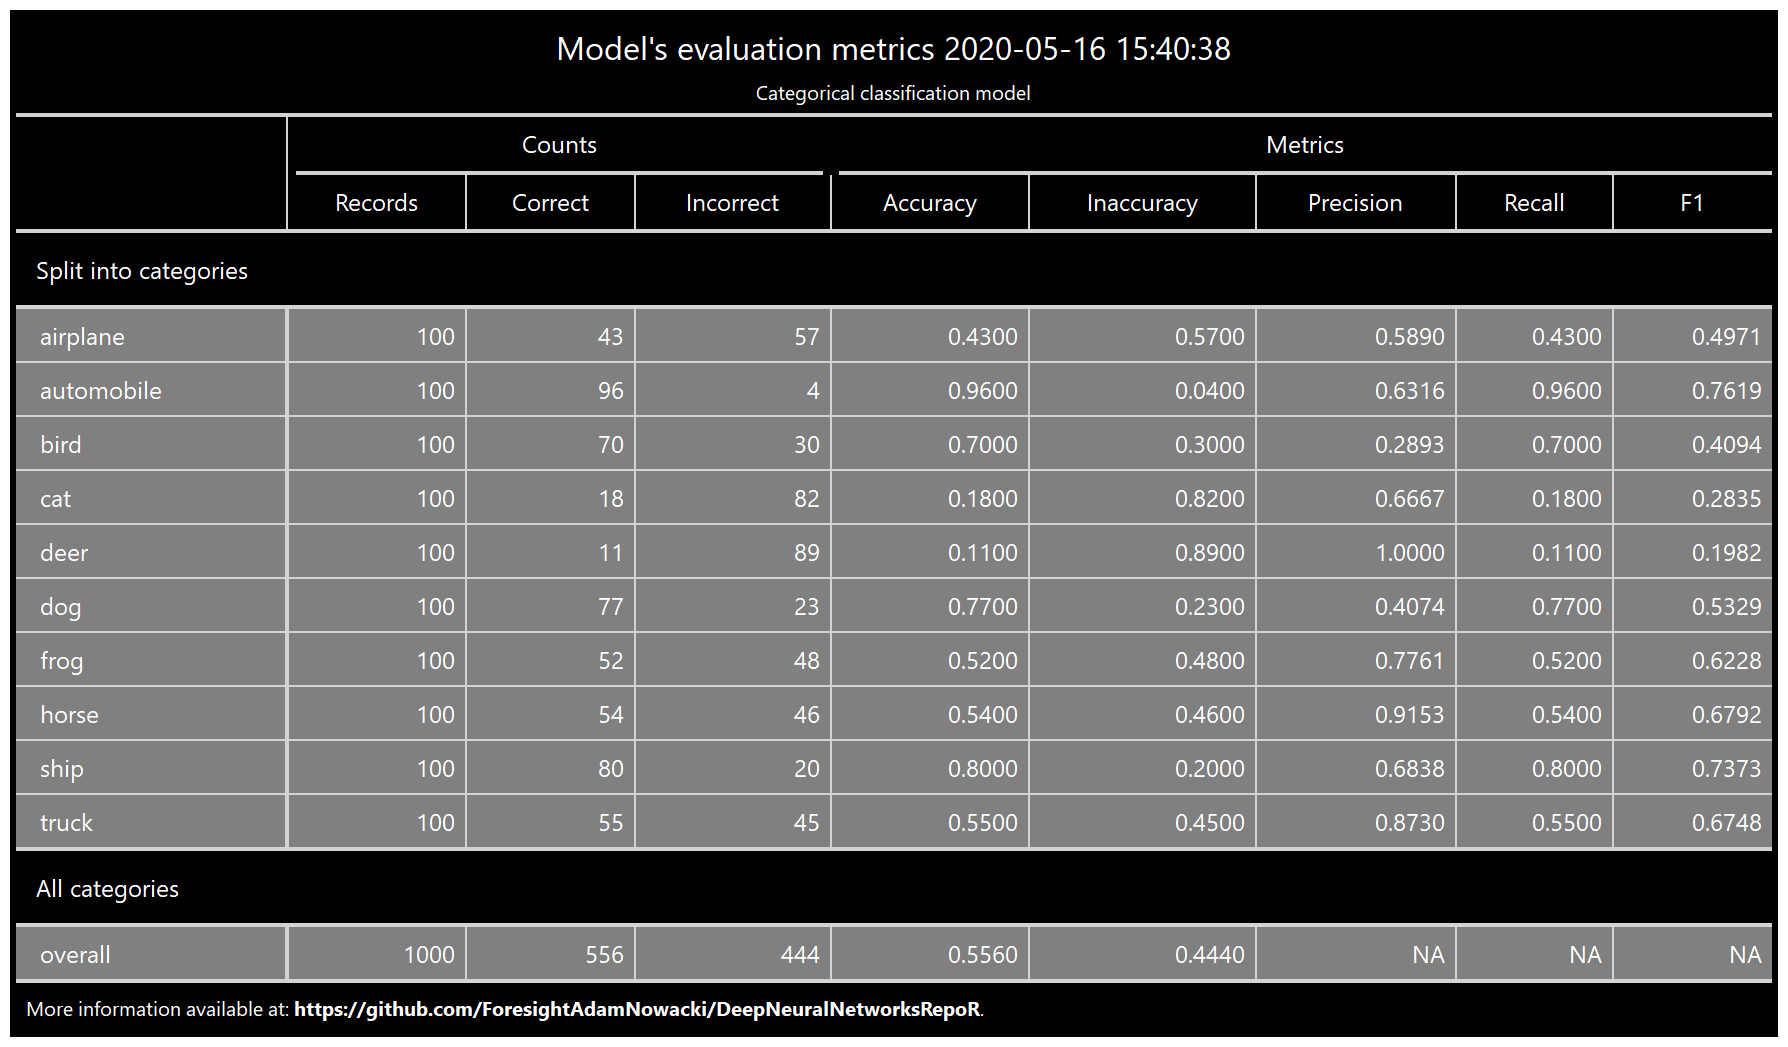 Model's evaluation metrics 2020-05-16 15:40:38
Categorical classification model
Counts Metrics
Records Correct Incorrect Accuracy Inaccuracy Precision Recall F1
Split into categories
airplane 100 43 57 0.4300 0.5700 0.5890 0.4300 0.4971
automobile 100 96 4 0.9600 0.0400 0.6316 0.9600 0.7619
bird 100 70 30 0.7000 0.3000 0.2893 0.7000 0.4094
cat 100 18 82 0.1800 0.8200 0.6667 0.1800 0.2835
deer 100 11 89 0.1100 0.8900 1.0000 0.1100 0.1982
dog 100 77 23 0.7700 0.2300 0.4074 0.7700 0.5329
frog 100 52 48 0.5200 0.4800 0.7761 0.5200 0.6228
horse 100 54 46 0.5400 0.4600 0.9153 0.5400 0.6792
ship 100 80 20 0.8000 0.2000 0.6838 0.8000 0.7373
truck 100 55 45 0.5500 0.4500 0.8730 0.5500 0.6748
All categories
overall 1000 556 444 0.5560 0.4440 NA NA NA
More information available at: https://github.com/ForesightAdamNowacki/DeepNeuralNetworksRepoR.